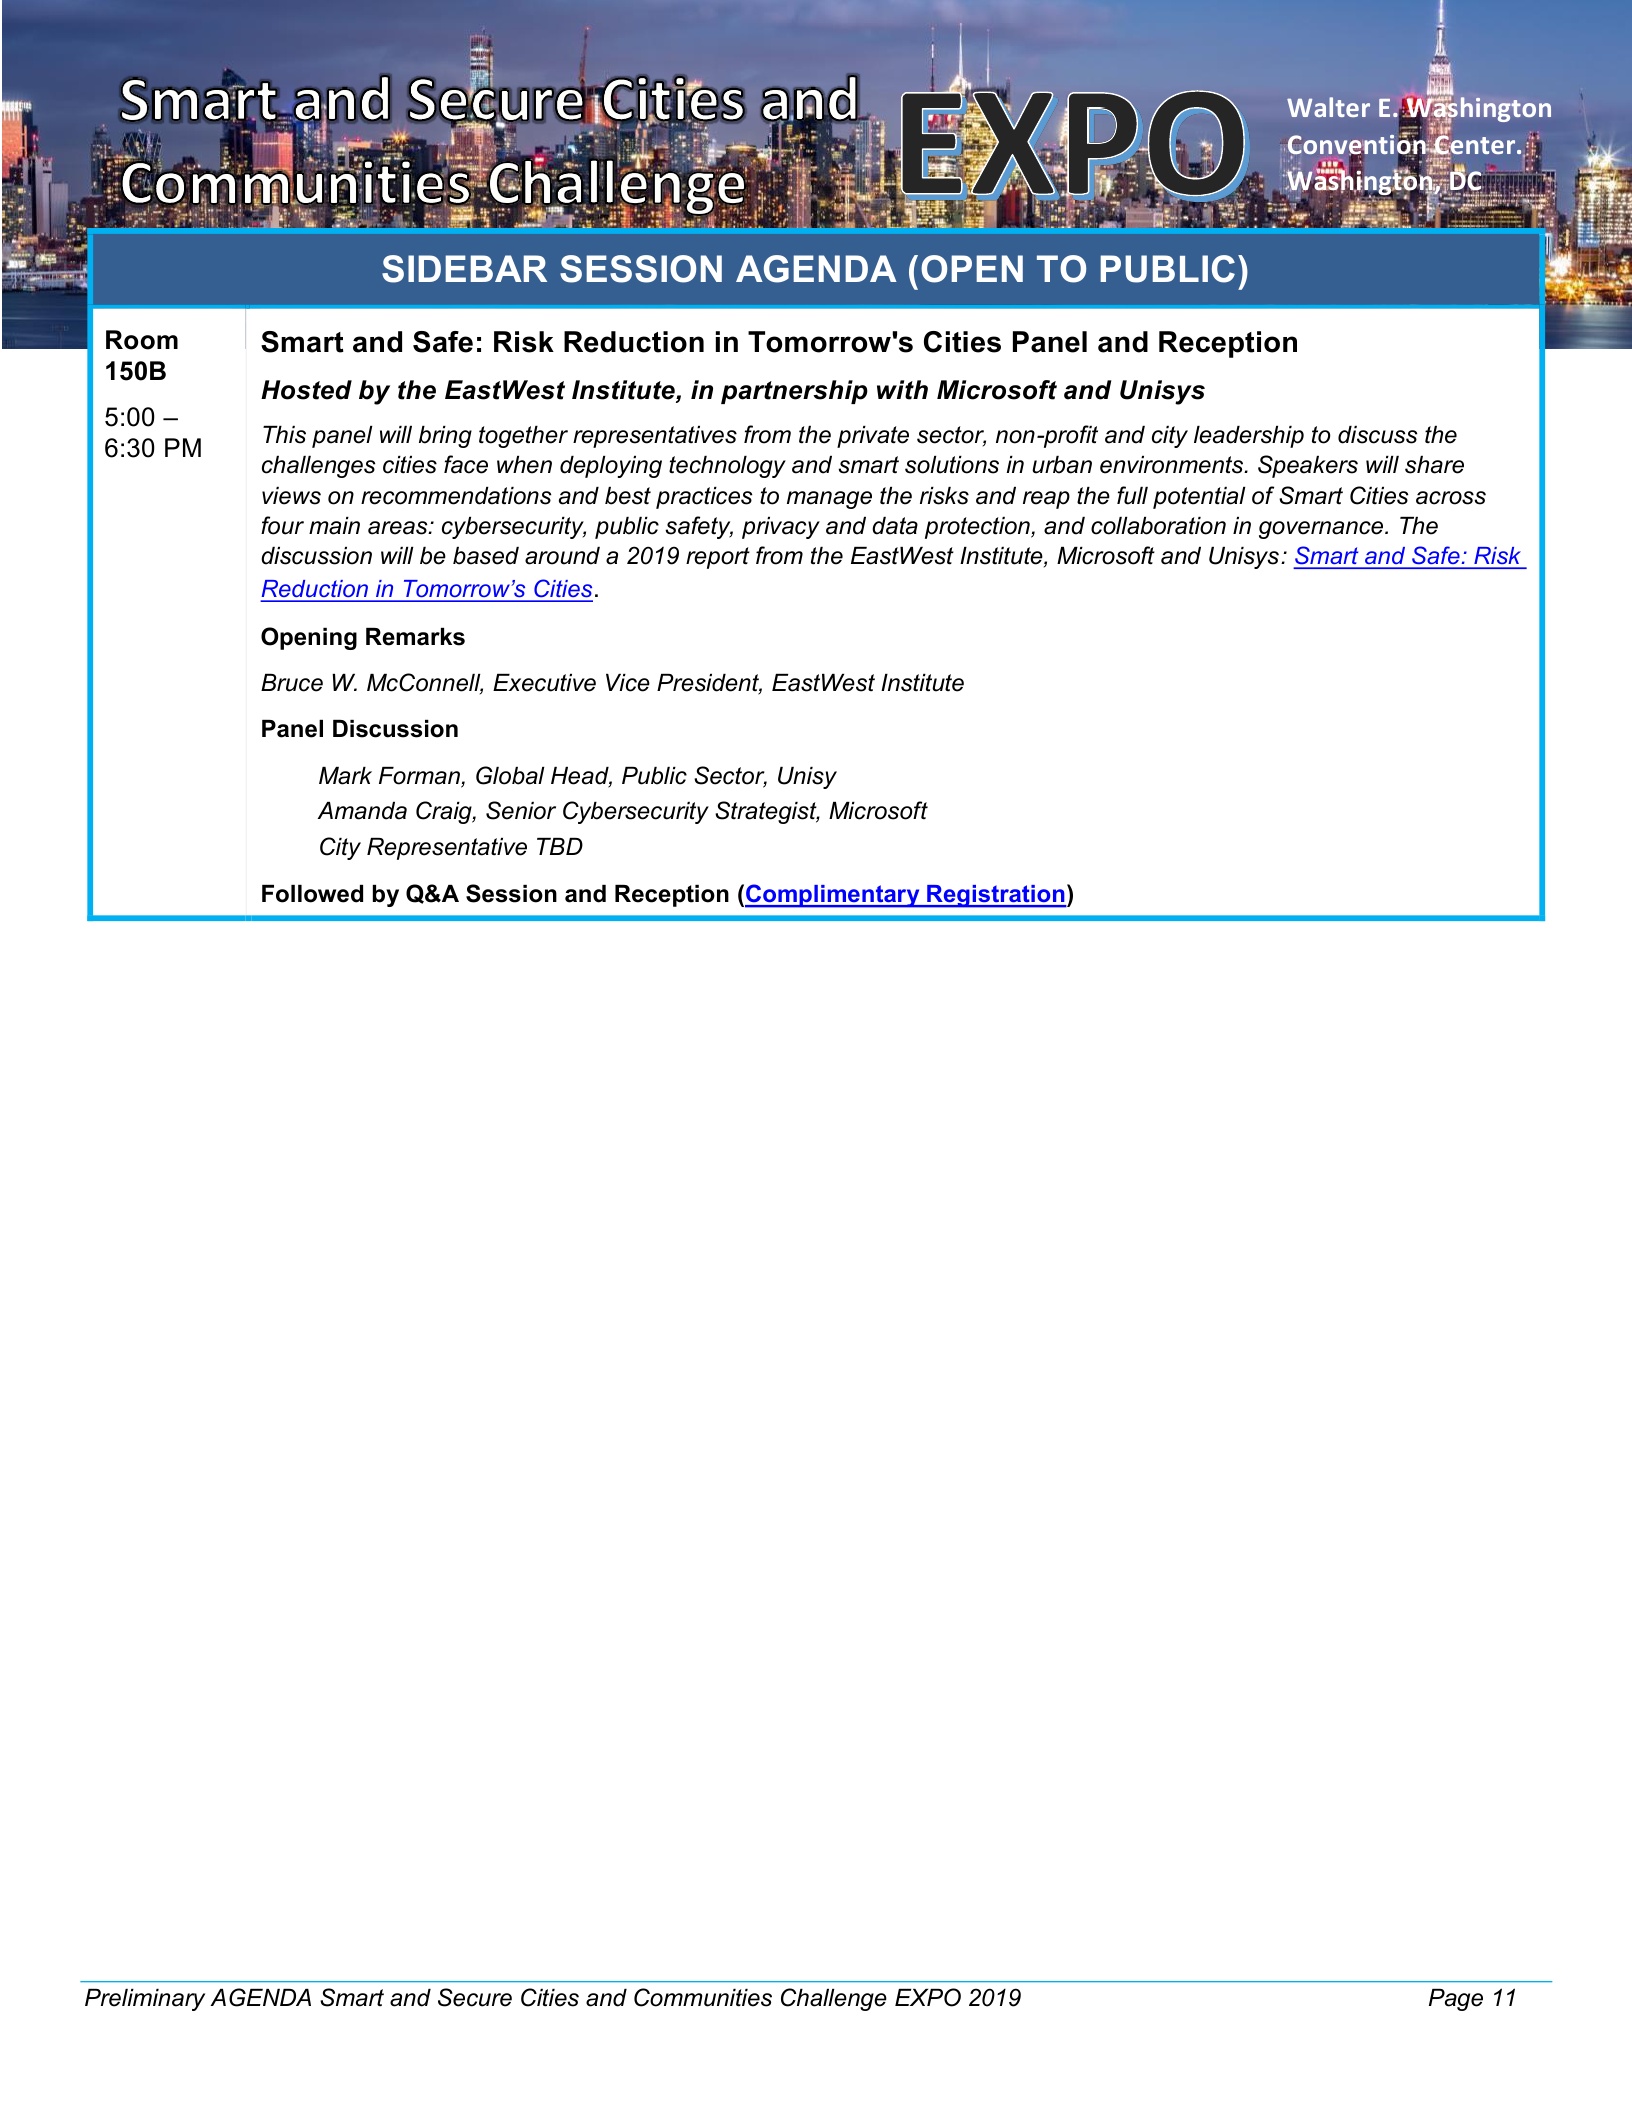 Smart and Secure Cities and
Communities Challenge
EXPO
Walter E. Washington
Convention Center.
Washington, DC
SIDEBAR SESSION AGENDA (OPEN TO PUBLIC)
Room
150B
5:00 –
6:30 PM
Smart and Safe: Risk Reduction in Tomorrow's Cities Panel and Reception
Hosted by the EastWest Institute, in partnership with Microsoft and Unisys
This panel will bring together representatives from the private sector, non-profit and city leadership to discuss the
challenges cities face when deploying technology and smart solutions in urban environments. Speakers will share
views on recommendations and best practices to manage the risks and reap the full potential of Smart Cities across
four main areas: cybersecurity, public safety, privacy and data protection, and collaboration in governance. The
discussion will be based around a 2019 report from the EastWest Institute, Microsoft and Unisys: Smart and Safe: Risk
Reduction in Tomorrow’s Cities.
Opening Remarks
Bruce W. McConnell, Executive Vice President, EastWest Institute
Panel Discussion
Mark Forman, Global Head, Public Sector, Unisy
Amanda Craig, Senior Cybersecurity Strategist, Microsoft
City Representative TBD
Followed by Q&A Session and Reception (Complimentary Registration)
Preliminary AGENDA Smart and Secure Cities and Communities Challenge EXPO 2019
Page 11